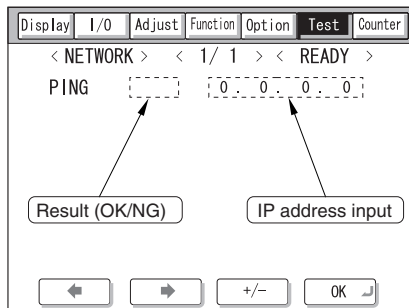 Display I/O Adjust Function Option Test Counter
< NETWORK > < 1/ 1 > < READY >
PING 0. 0. 0. 0
Result (OK/NG) IP address input
+/- OK